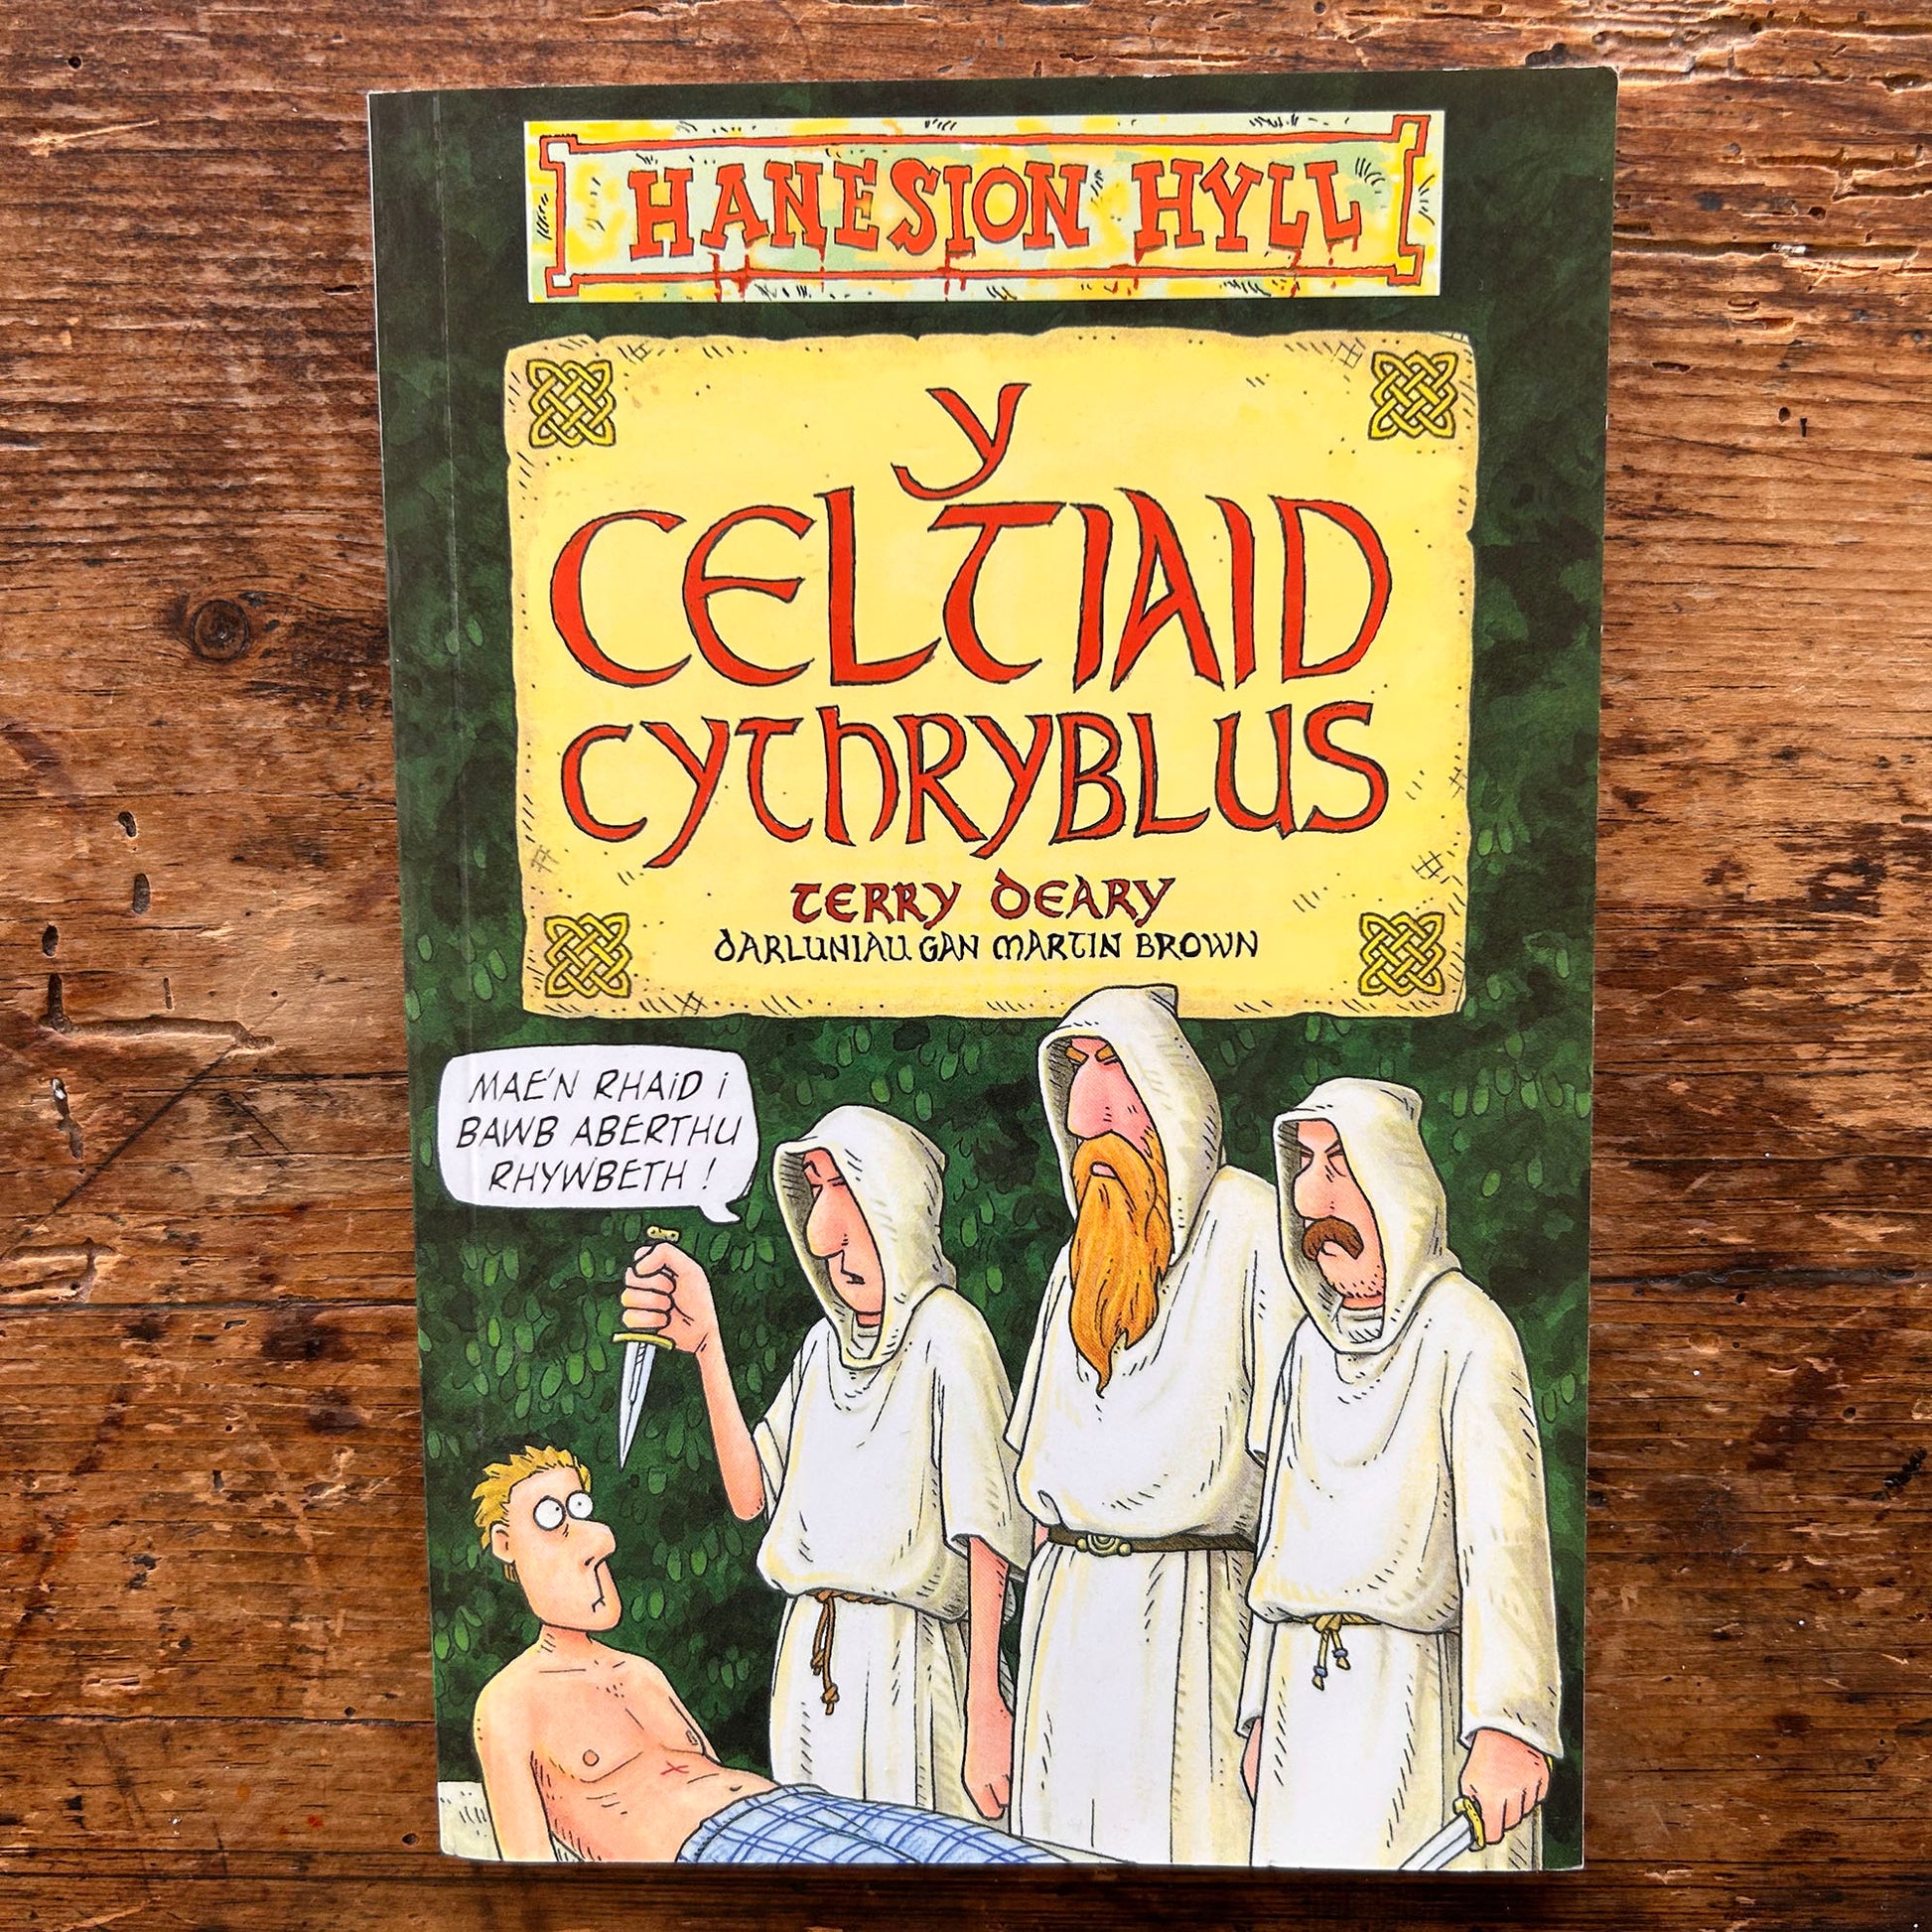 HANESION HYLL
Y
CELTIAID
CYTHRYBLUS
TERRY DEARY
DARLUNIAU GAN MARTIN BROWN
MAE'N RHAID i
BAWB ABERTHU
RHYWBETH !